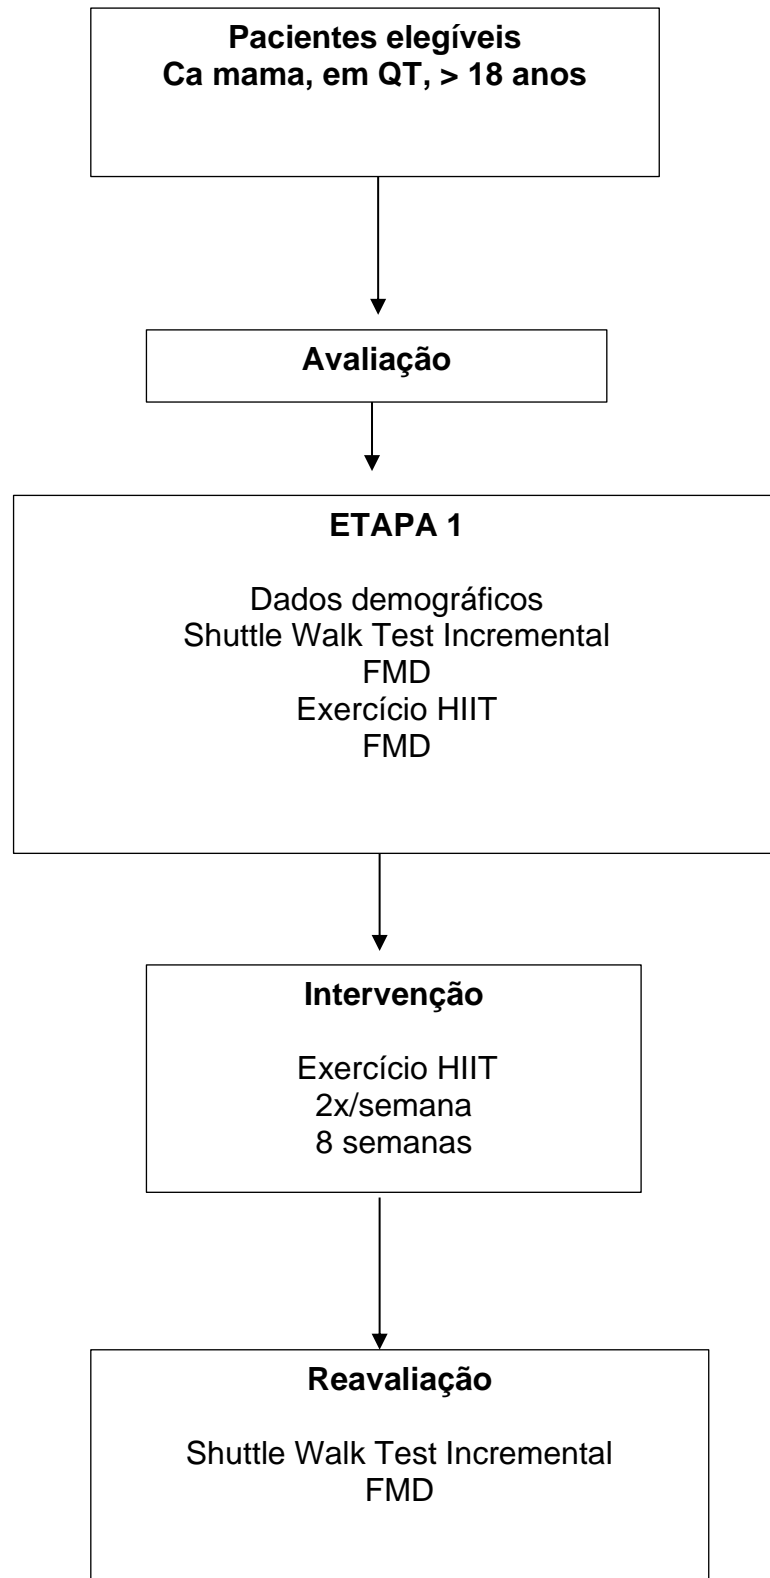 Pacientes elegíveis
Ca mama, em QT, > 18 anos
Avaliação
ETAPA 1
Dados demográficos
Shuttle Walk Test Incremental
FMD
Exercício HIIT
FMD
Intervenção
Exercício HIIT
2x/semana
8 semanas
Reavaliação
Shuttle Walk Test Incremental
FMD